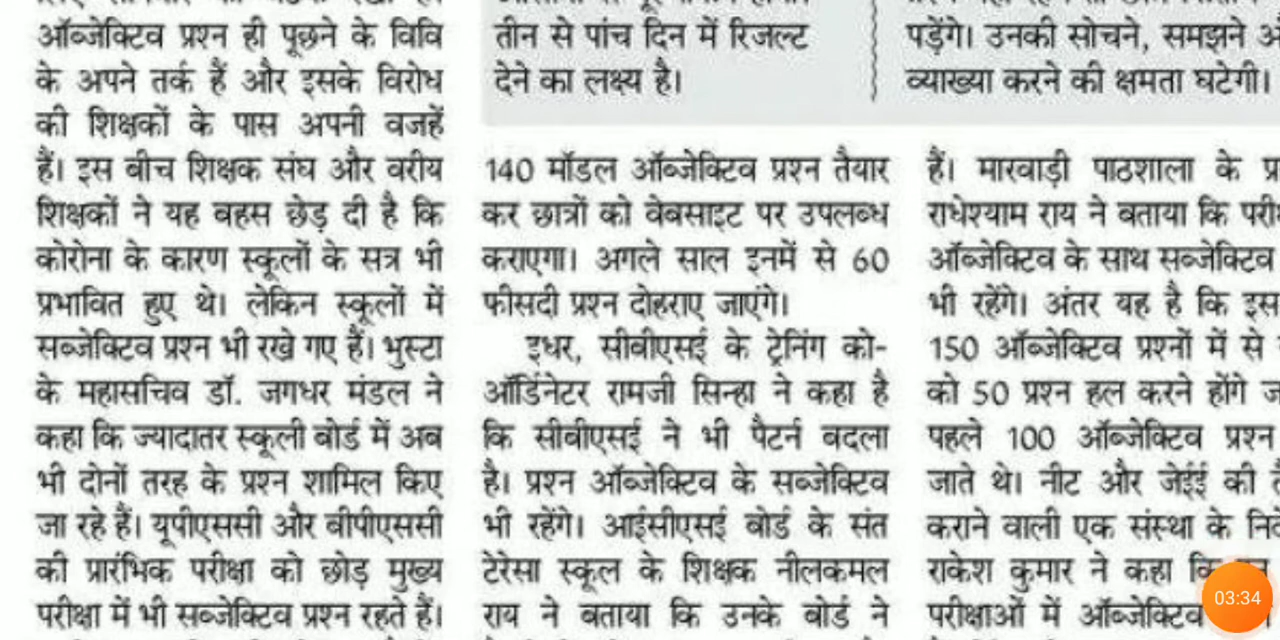 ऑब्जेक्टिव प्रश्न ही पूछने के विवि
के अपने तर्क हैं और इसके विरोध
की शिक्षकों के पास अपनी वजहें
हैं। इस बीच शिक्षक संघ और वरीय
शिक्षकों ने यह बहस छेड़ दी है कि
कोरोना के कारण स्कूलों के सत्र भी
प्रभावित हुए थे। लेकिन स्कूलों में
सब्जेक्टिव प्रश्न भी रखे गए हैं। भुस्टा
के महासचिव डॉ. जगधर मंडल ने
कहा कि ज्यादातर स्कूली बोर्ड में अब
भी दोनों तरह के प्रश्न शामिल किए
जा रहे हैं। यूपीएससी और बीपीएससी
की प्रारंभिक परीक्षा को छोड़ मुख्य
परीक्षा में भी सब्जेक्टिव प्रश्न रहते हैं।
तीन से पांच दिन में रिजल्ट
देने का लक्ष्य है।
140 मॉडल ऑब्जेक्टिव प्रश्न तैयार
कर छात्रों को वेबसाइट पर उपलब्ध
कराएगा। अगले साल इनमें से 60
फीसदी प्रश्न दोहराए जाएंगे।
इधर, सीबीएसई के ट्रेनिंग को-
ऑर्डिनेटर रामजी सिन्हा ने कहा है
कि सीबीएसई ने भी पैटर्न बदला
है। प्रश्न ऑब्जेक्टिव के सब्जेक्टिव
भी रहेंगे। आईसीएसई बोर्ड के संत
टेरेसा स्कूल के शिक्षक नीलकमल
राय ने बताया कि उनके बोर्ड ने
पड़ेंगे। उनकी सोचने, समझने
व्याख्या करने की क्षमता घटेगी।
हैं। मारवाड़ी पाठशाला के
राधेश्याम राय ने बताया कि
ऑब्जेक्टिव के साथ सब्जेक्टिव
भी रहेंगे। अंतर यह है कि इस
150 ऑब्जेक्टिव प्रश्नों में से
को 50 प्रश्न हल करने होंगे
पहले 100 ऑब्जेक्टिव प्रश्न
जाते थे। नीट और जेईई की
कराने वाली एक संस्था के
राकेश कुमार ने कहा कि
परीक्षाओं में ऑब्जेक्टिव
03:34